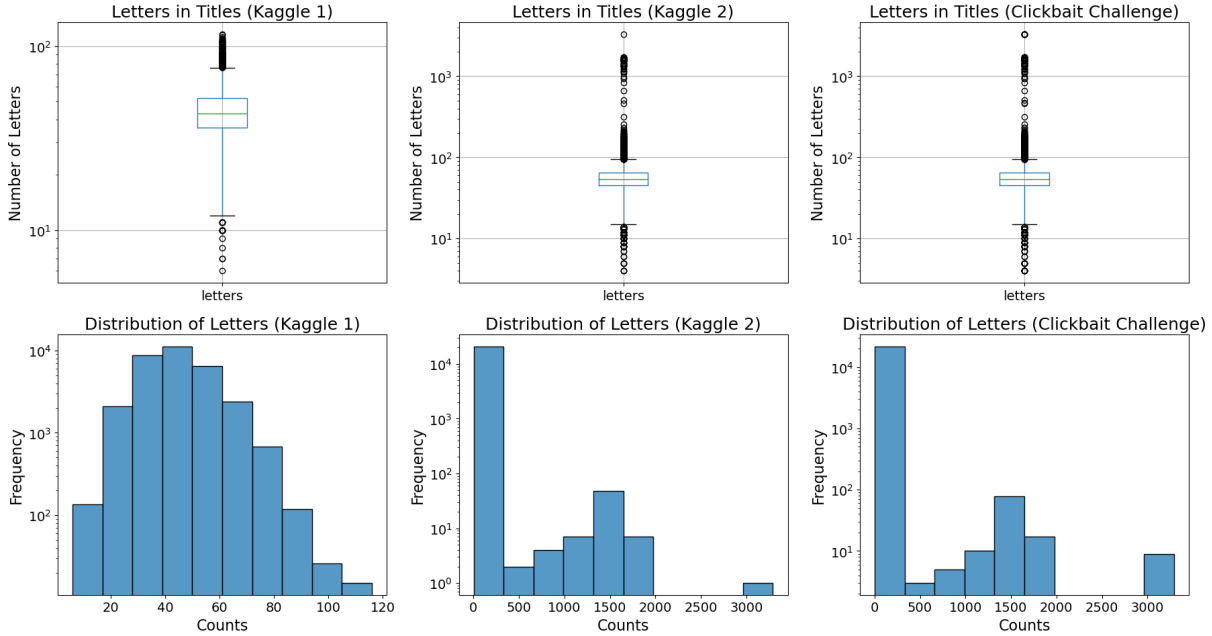 Letters in Titles (Kaggle 1)
Number of Letters
10²
10¹
letters
Letters in Titles (Kaggle 2)
Number of Letters
10³
10²
10¹
letters
Letters in Titles (Clickbait Challenge)
Number of Letters
10³
10²
10¹
letters
Distribution of Letters (Kaggle 1)
Frequency
10⁴
10³
10²
20 40 60 80 100 120
Counts
Distribution of Letters (Kaggle 2)
Frequency
10⁴
10³
10²
10¹
10⁰
0 500 1000 1500 2000 2500 3000
Counts
Distribution of Letters (Clickbait Challenge)
Frequency
10⁴
10³
10²
10¹
0 500 1000 1500 2000 2500 3000
Counts